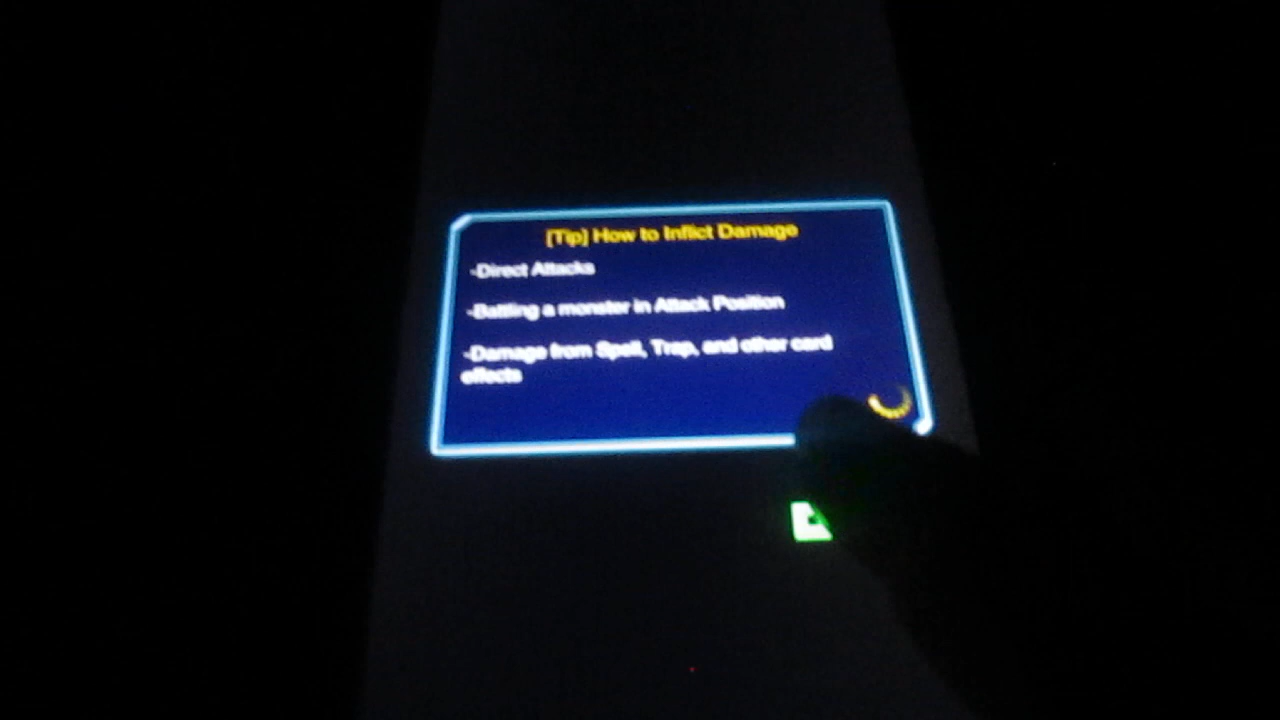 [Tip] How to Inflict Damage
-Direct Attacks
-Battling a monster in Attack Position
-Damage from Spell, Trap, and other card
effects